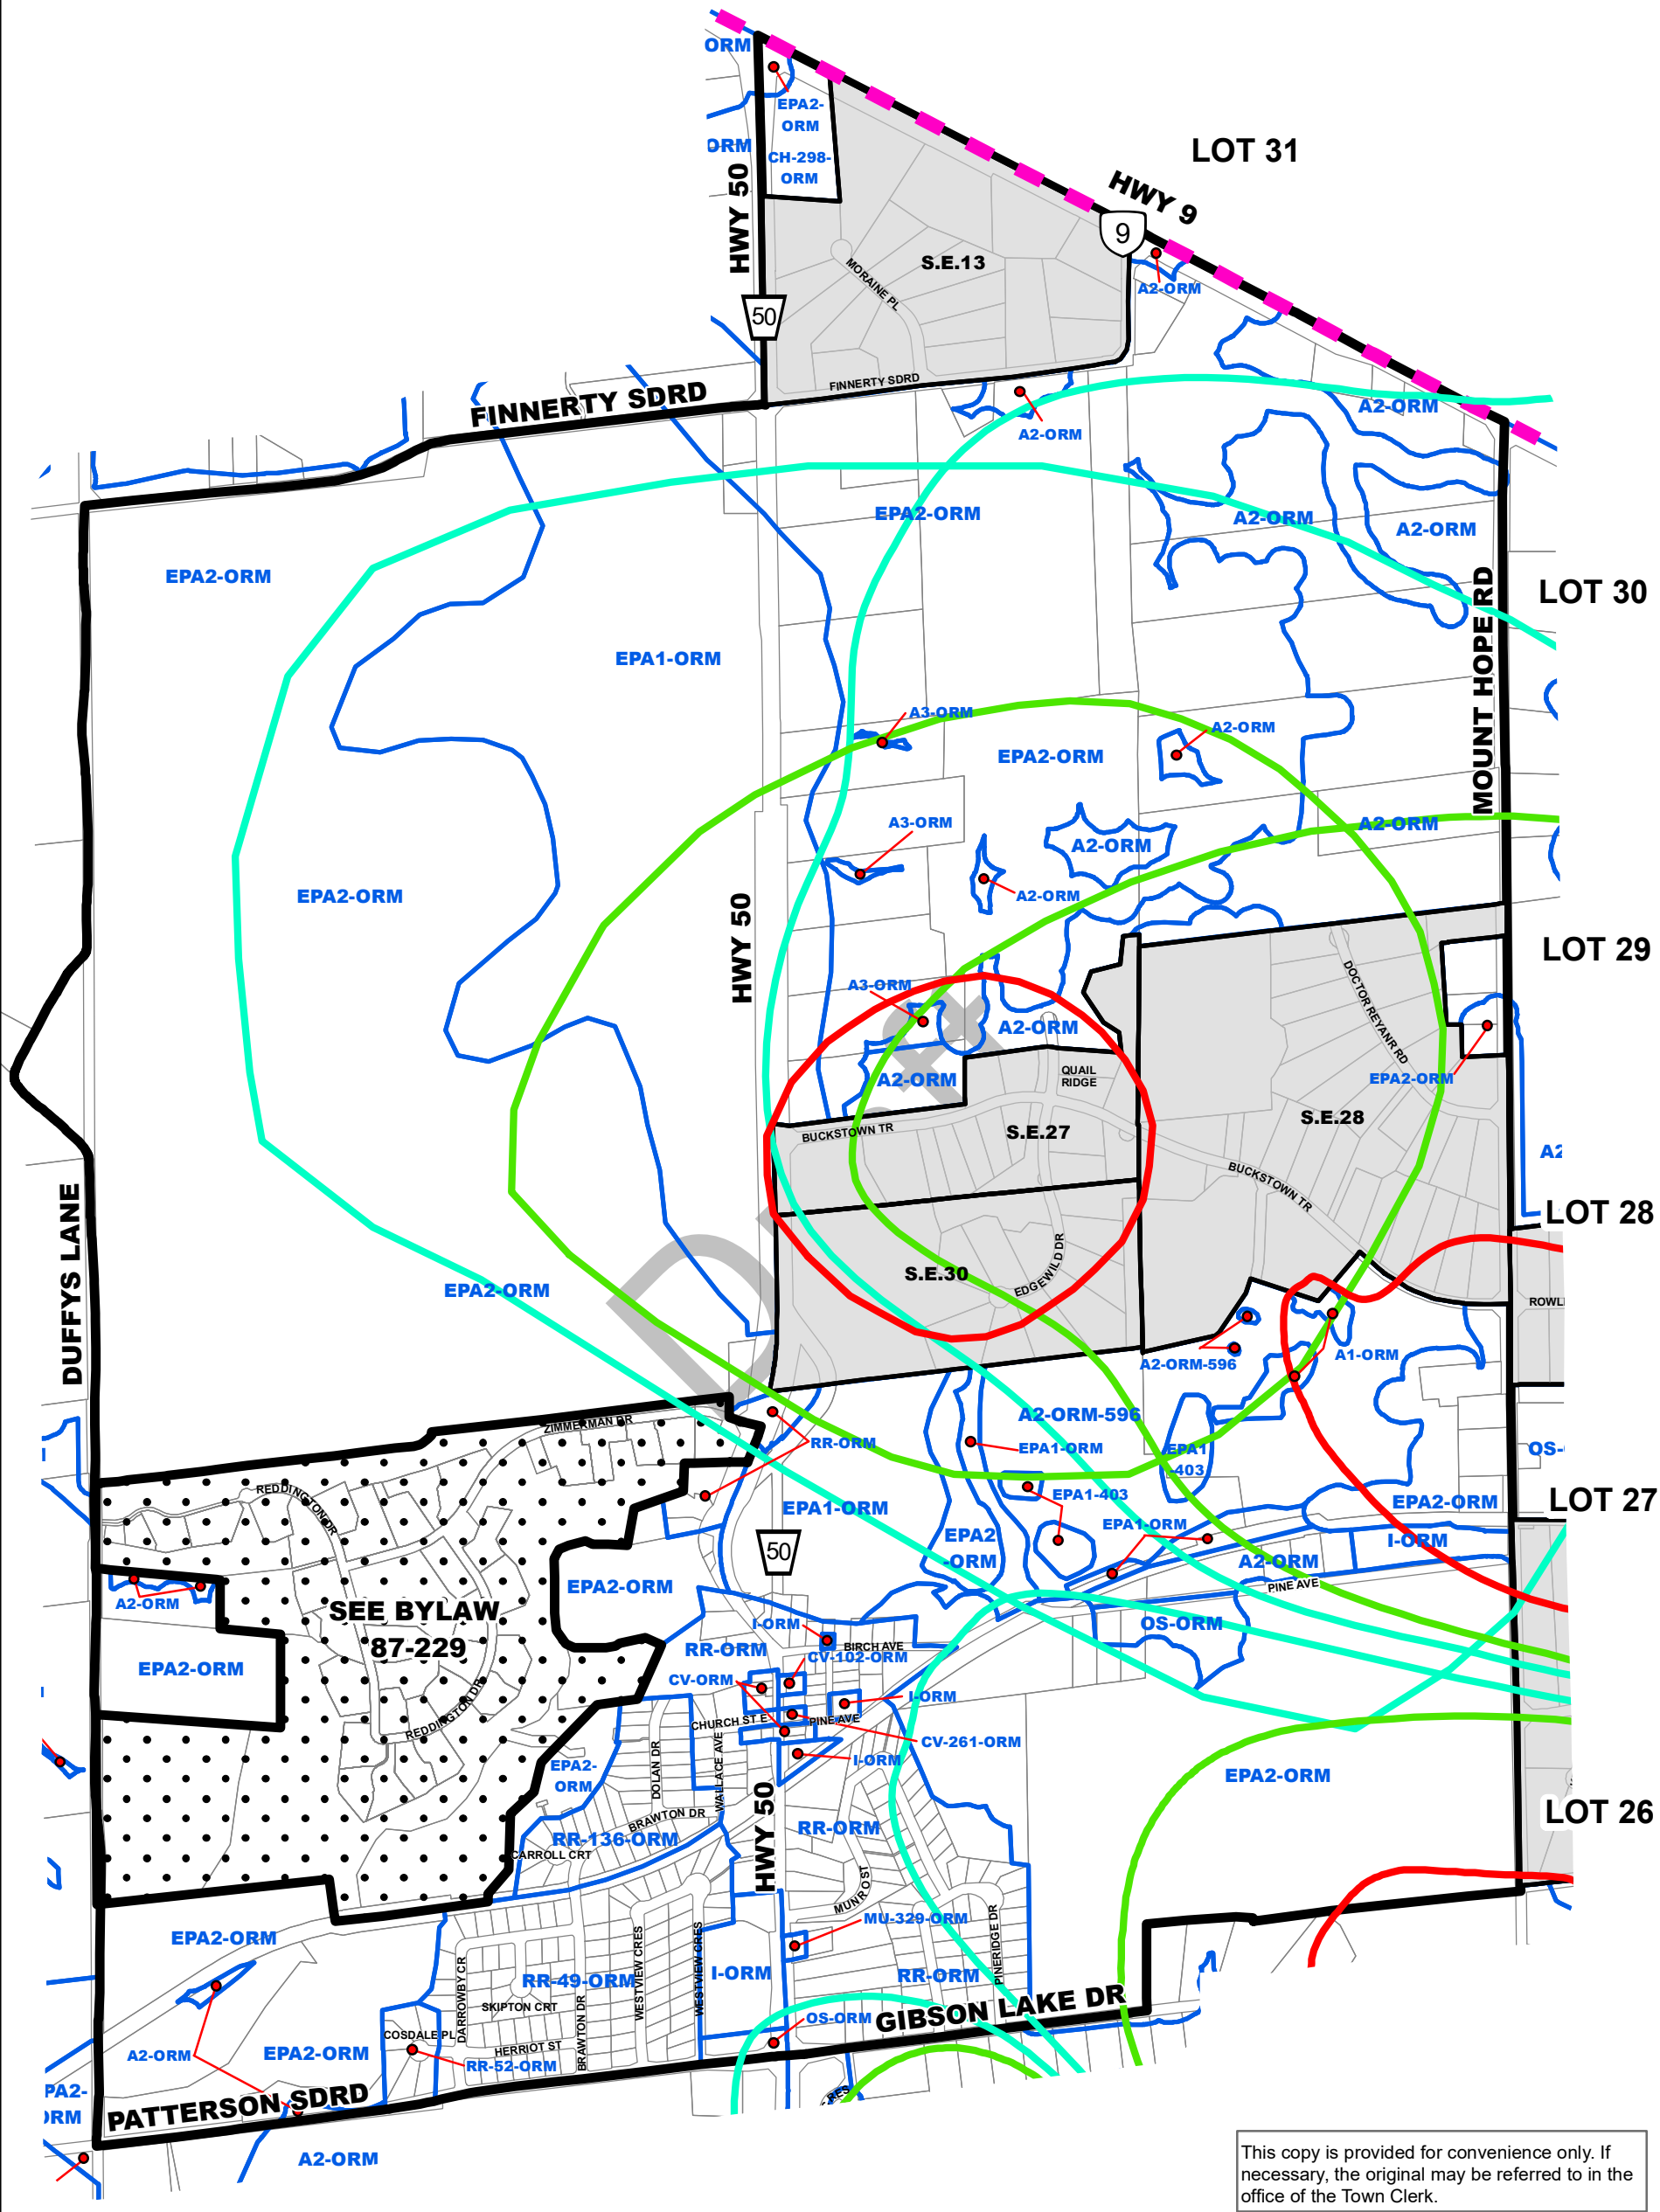 ORM
EPA2-
ORM
ORM
CH-298-
ORM
LOT 31
HWY 50
HWY 9
9
S.E.13
MORAINE PL
A2-ORM
50
FINNERTY SDRD
FINNERTY SDRD
A2-ORM
A2-ORM
EPA2-ORM
A2-ORM
A2-ORM
EPA2-ORM
LOT 30
EPA1-ORM
MOUNT HOPE RD
A3-ORM
A2-ORM
EPA2-ORM
A3-ORM
A2-ORM
A2-ORM
EPA2-ORM
A2-ORM
HWY 50
LOT 29
DOCTOR REYANR RD
A3-ORM
A2-ORM
Draft
QUAIL
RIDGE
A2-ORM
EPA2-ORM
BUCKSTOWN TR
S.E.27
S.E.28
BUCKSTOWN TR
LOT 28
DUFFYS LANE
S.E.30
EDGEWILD DR
EPA2-ORM
A2-ORM-596
A1-ORM
A2-ORM-596
ZIMMERMAN DR
RR-ORM
EPA1-ORM
EPA1
-403
OS-
REDDINGTON DR
EPA1-403
EPA1-ORM
EPA2-ORM
LOT 27
EPA1-ORM
EPA2
-ORM
I-ORM
50
A2-ORM
PINE AVE
EPA2-ORM
A2-ORM
SEE BYLAW
87-229
OS-ORM
I-ORM
BIRCH AVE
RR-ORM
CV-102-ORM
EPA2-ORM
CV-ORM
I-ORM
REDDINGTON DR
CHURCH ST E
PINE AVE
CV-261-ORM
I-ORM
EPA2-
ORM
DOLAN DR
WALLACE AVE
EPA2-ORM
HWY 50
BRAWTON DR
RR-ORM
LOT 26
RR-136-ORM
CARROLL CRT
MUNRO ST
MU-329-ORM
EPA2-ORM
DARROWBY CR
WESTVIEW CRES
WESTVIEW CRES
PINERIDGE DR
I-ORM
RR-ORM
RR-49-ORM
SKIPTON CRT
GIBSON LAKE DR
OS-ORM
COSDALE PL
HERRIOT ST
BRAWTON DR
A2-ORM
EPA2-ORM
RR-52-ORM
PATTERSON SDRD
A2-ORM
This copy is provided for convenience only. If
necessary, the original may be referred to in the
office of the Town Clerk.